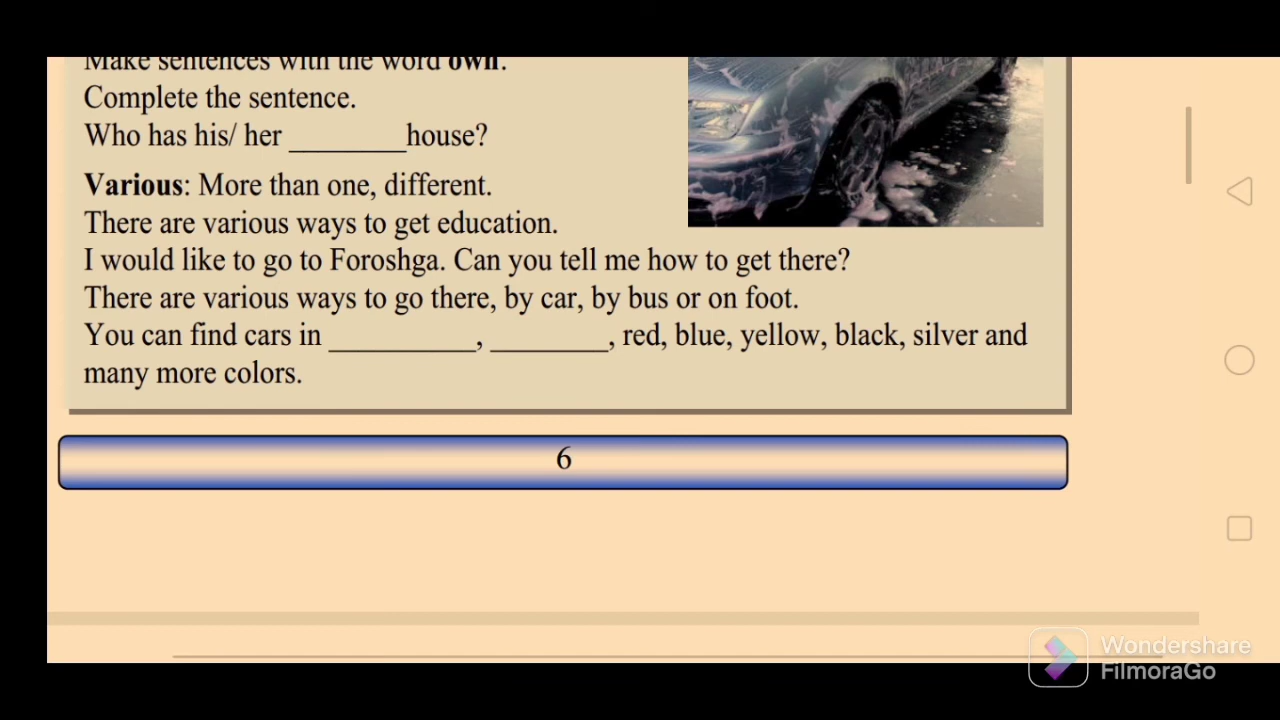 Make sentences with the word own.
Complete the sentence.
Who has his/ her ________house?
Various: More than one, different.
There are various ways to get education.
I would like to go to Foroshga. Can you tell me how to get there?
There are various ways to go there, by car, by bus or on foot.
You can find cars in __________, ________, red, blue, yellow, black, silver and
many more colors.
6
Wondershare
FilmoraGo